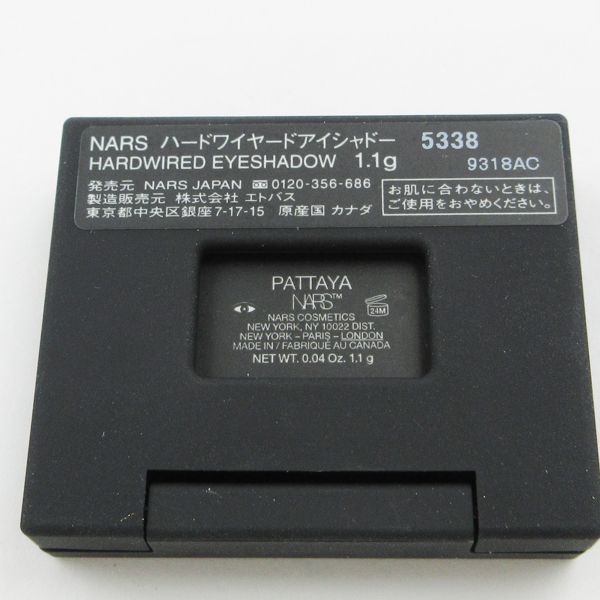 NARS ハードワイヤードアイシャドー 5338
HARDWIRED EYESHADOW 1.1g 9318AC
発売元 NARS JAPAN 0120-356-686
製造販売元 株式会社 エトバス
東京都中央区銀座7-17-15 原産国 カナダ
お肌に合わないときは、
ご使用をおやめください。
PATTAYA
NARS™
24M
NARS COSMETICS
NEW YORK, NY 10022 DIST.
NEW YORK – PARIS – LONDON
MADE IN / FABRIQUE AU CANADA
NET WT. 0.04 Oz. 1.1 g